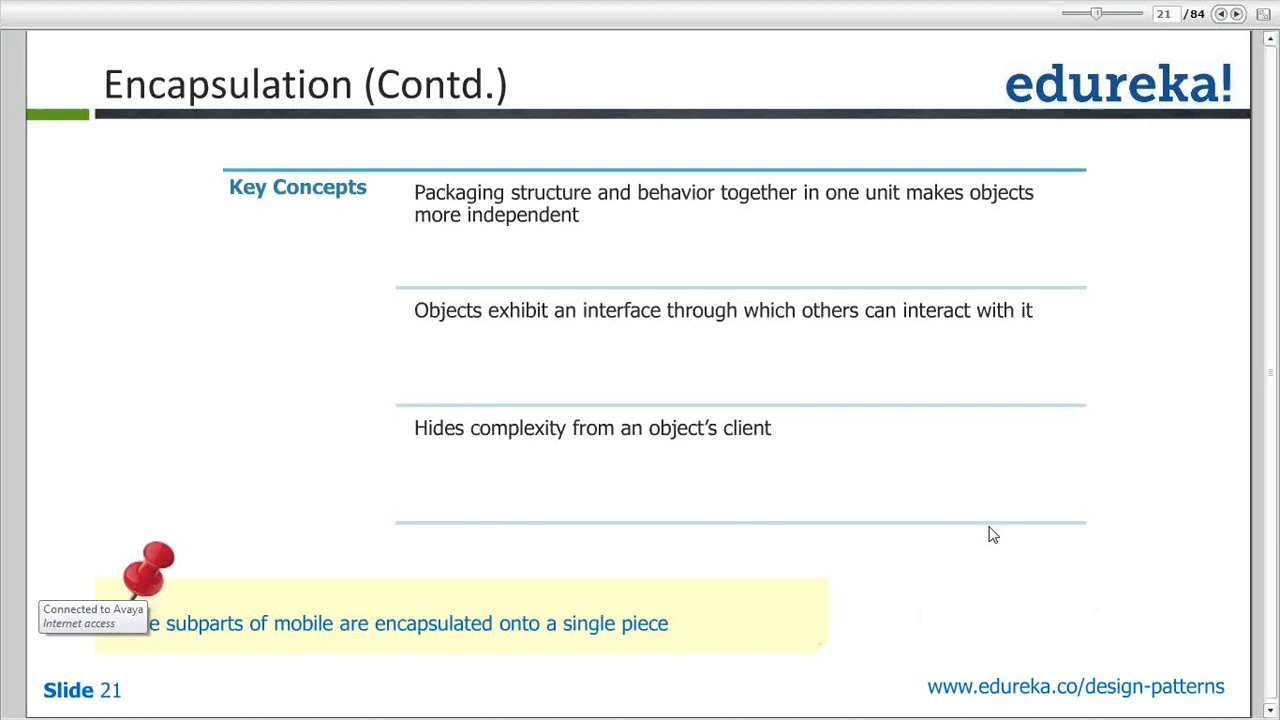 21 /84
Encapsulation (Contd.)
edureka!
Key Concepts
Packaging structure and behavior together in one unit makes objects
more independent
Objects exhibit an interface through which others can interact with it
Hides complexity from an object's client
Connected to Avaya
Internet access
e subparts of mobile are encapsulated onto a single piece
Slide 21
www.edureka.co/design-patterns